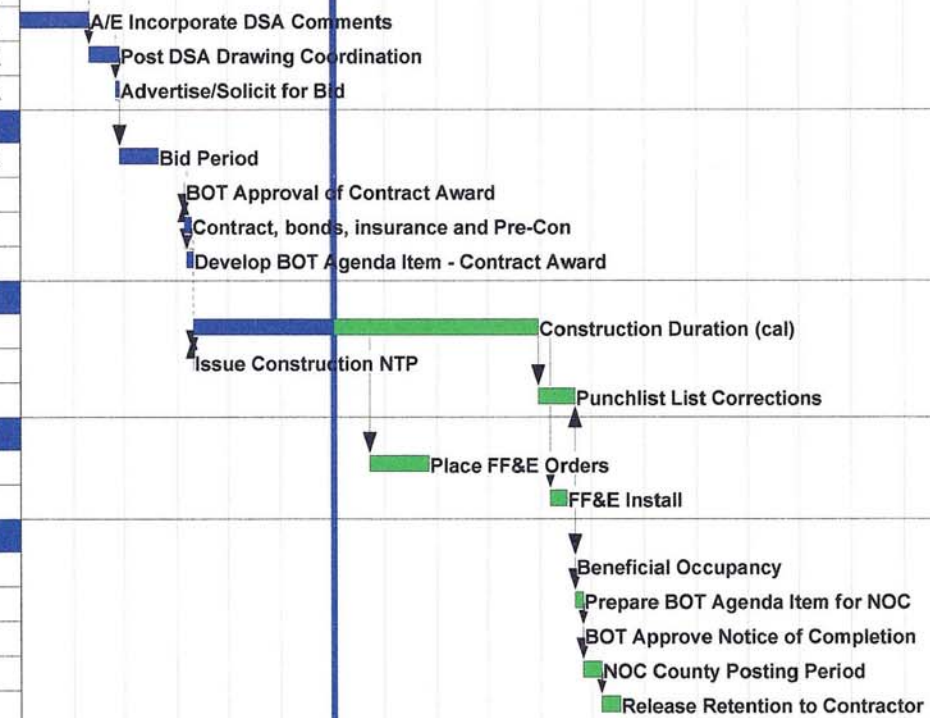 A/E Incorporate DSA Comments
Post DSA Drawing Coordination
Advertise/Solicit for Bid
Bid Period
BOT Approval of Contract Award
Contract, bonds, insurance and Pre-Con
Develop BOT Agenda Item - Contract Award
Construction Duration (cal)
Issue Construction NTP
Punchlist List Corrections
Place FF&E Orders
FF&E Install
Beneficial Occupancy
Prepare BOT Agenda Item for NOC
BOT Approve Notice of Completion
NOC County Posting Period
Release Retention to Contractor